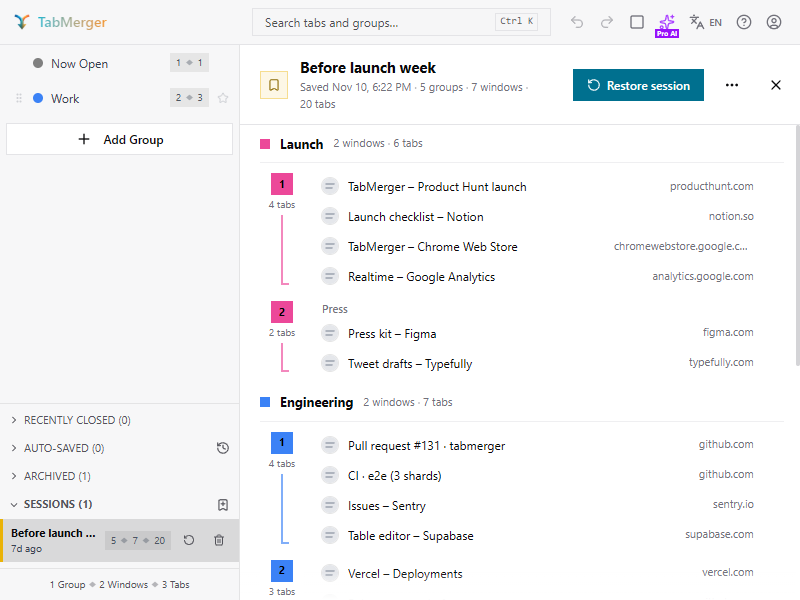 TabMerger
Search tabs and groups...
Ctrl K
Pro AI
EN
Now Open
1 ◆ 1
Work
2 ◆ 3
Add Group
RECENTLY CLOSED (0)
AUTO-SAVED (0)
ARCHIVED (1)
SESSIONS (1)
Before launch ...
7d ago
5 ◆ 7 ◆ 20
1 Group ◆ 2 Windows ◆ 3 Tabs
Before launch week
Saved Nov 10, 6:22 PM · 5 groups · 7 windows ·
20 tabs
Restore session
Launch
2 windows · 6 tabs
1
4 tabs
TabMerger – Product Hunt launch
producthunt.com
Launch checklist – Notion
notion.so
TabMerger – Chrome Web Store
chromewebstore.google.c...
Realtime – Google Analytics
analytics.google.com
2
2 tabs
Press
Press kit – Figma
figma.com
Tweet drafts – Typefully
typefully.com
Engineering
2 windows · 7 tabs
1
4 tabs
Pull request #131 · tabmerger
github.com
CI · e2e (3 shards)
github.com
Issues – Sentry
sentry.io
Table editor – Supabase
supabase.com
2
3 tabs
Vercel – Deployments
vercel.com